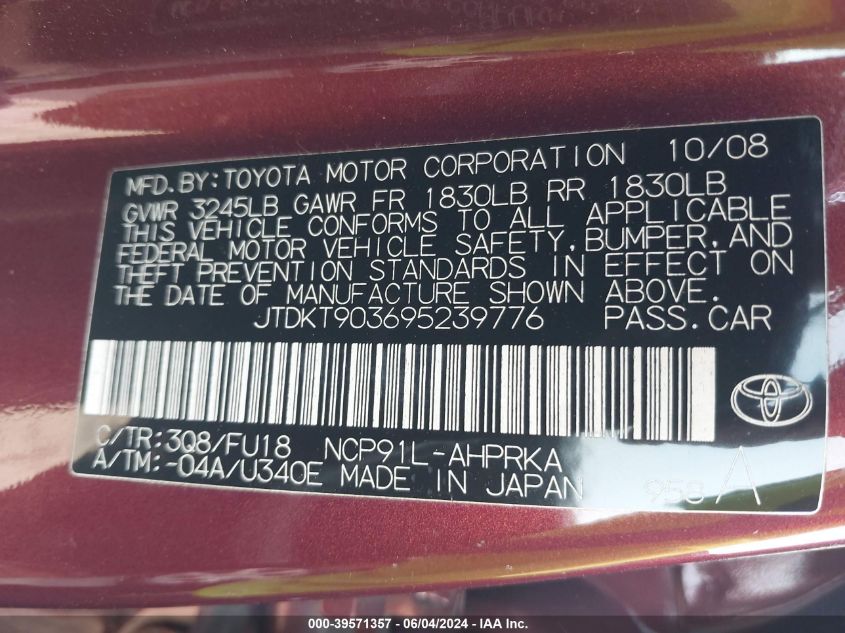 MFD.BY:TOYOTA MOTOR CORPORATION 10/08
GVWR 3245LB GAWR FR 1830LB RR 1830LB
THIS VEHICLE CONFORMS TO ALL APPLICABLE
FEDERAL MOTOR VEHICLE SAFETY,BUMPER,AND
THEFT PREVENTION STANDARDS IN EFFECT ON
THE DATE OF MANUFACTURE SHOWN ABOVE.
JTDKT903695239776 PASS.CAR
C/TR:3Q8/FU18 NCP91L-AHPRKA
A/TM:-04A/U340E MADE IN JAPAN 958 A
000-39571357 | 06/04/2024 - IAA Inc.